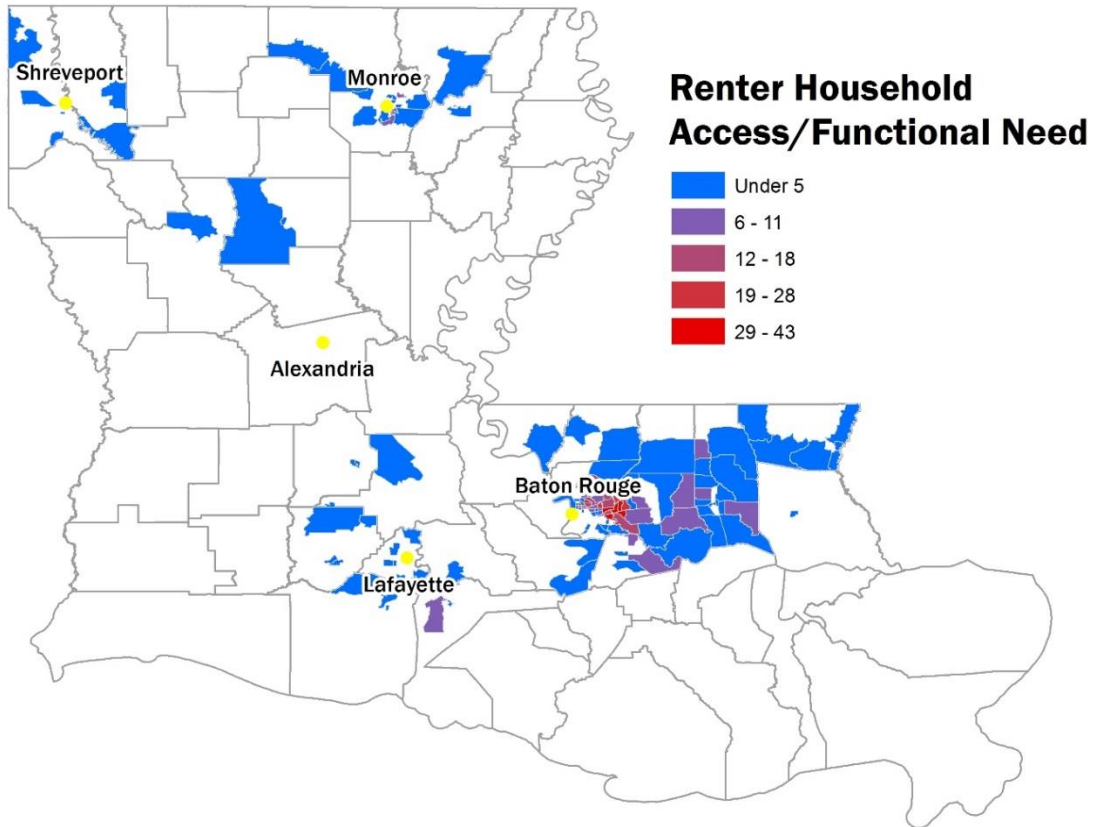 Shreveport
Monroe
Renter Household
Access/Functional Need
Under 5
6 - 11
12 - 18
19 - 28
29 - 43
Alexandria
Baton Rouge
Lafayette